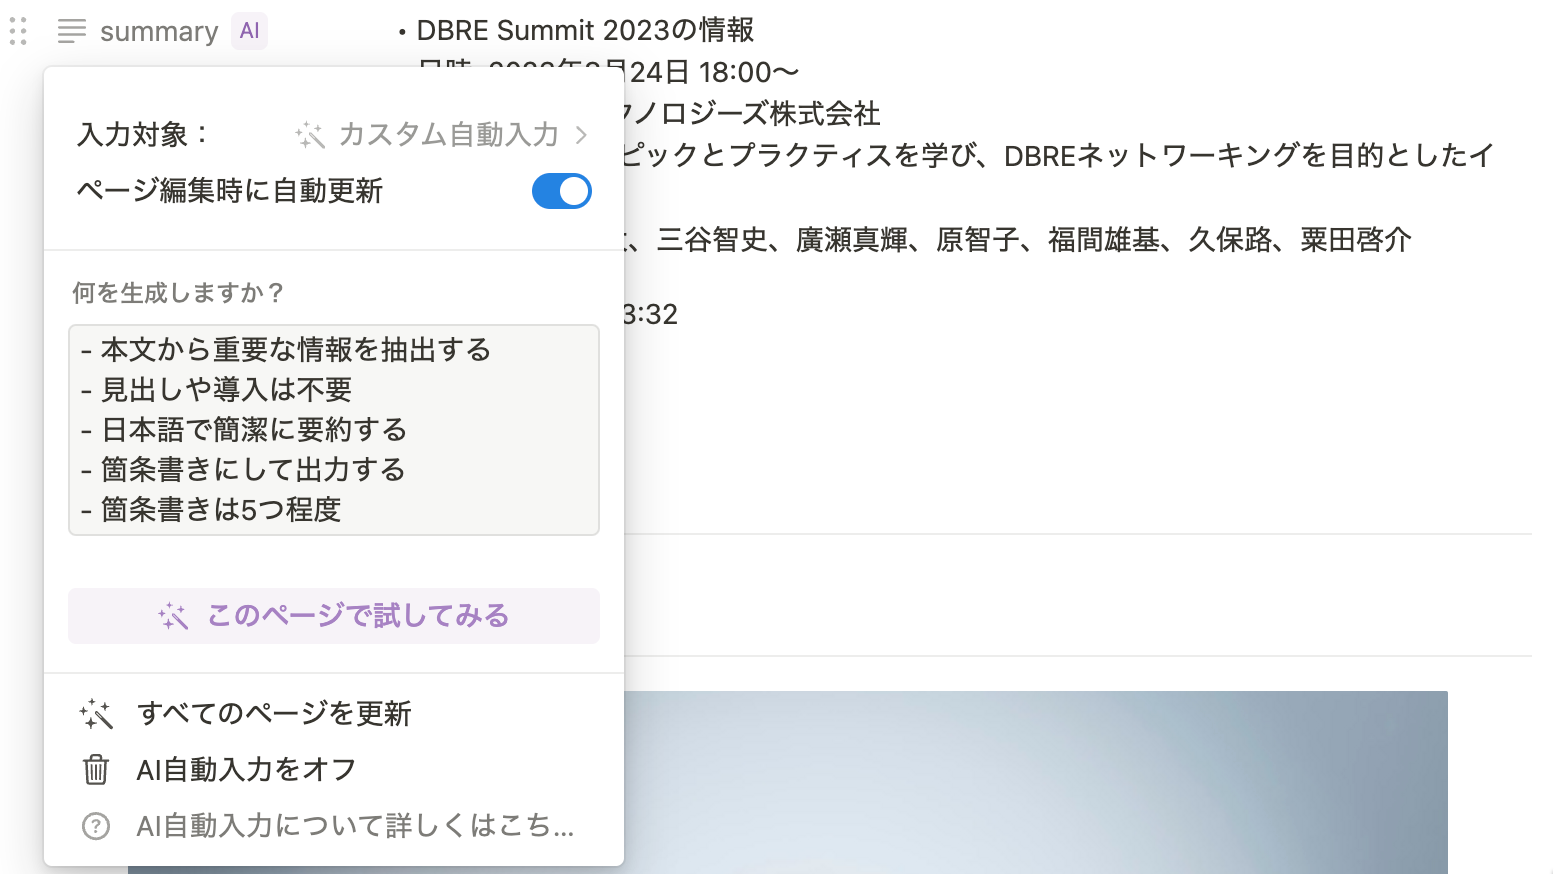 summary AI
• DBRE Summit 2023の情報
24日 18:00〜
ノロジーズ株式会社
ピックとプラクティスを学び、DBREネットワーキングを目的としたイ
、三谷智史、廣瀬真輝、原智子、福間雄基、久保路、粟田啓介
3:32
入力対象：
カスタム自動入力
ページ編集時に自動更新
何を生成しますか？
- 本文から重要な情報を抽出する
- 見出しや導入は不要
- 日本語で簡潔に要約する
- 箇条書きにして出力する
- 箇条書きは5つ程度
このページで試してみる
すべてのページを更新
AI自動入力をオフ
AI自動入力について詳しくはこち...